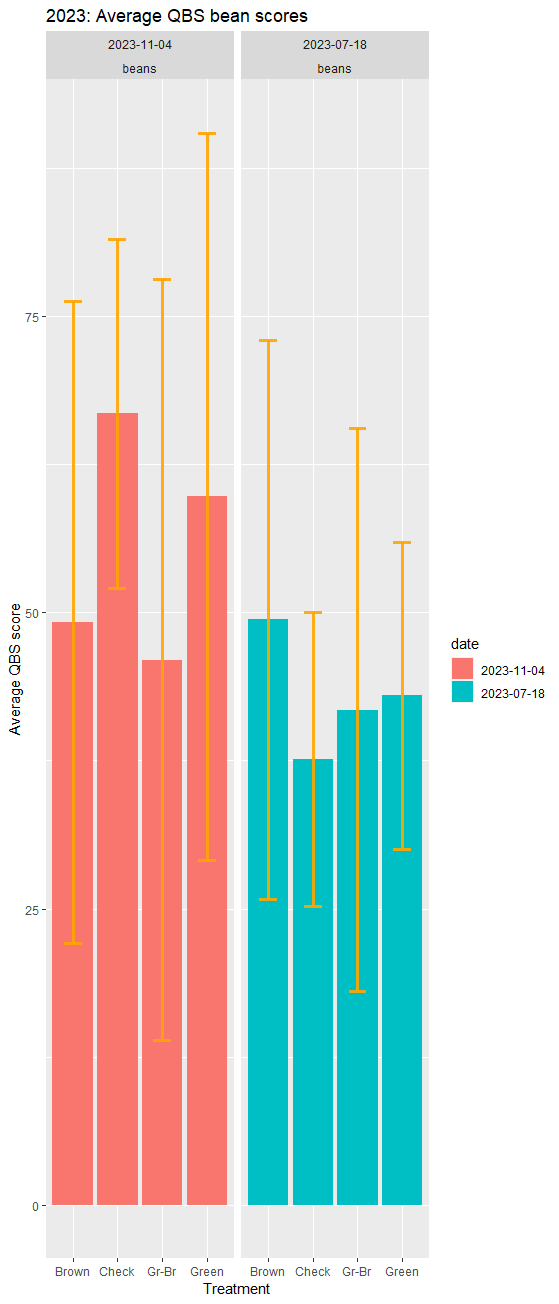 2023: Average QBS bean scores
2023-11-04
beans
2023-07-18
beans
Average QBS score
75
50
25
0
Brown Check Gr-Br Green
Brown Check Gr-Br Green
Treatment
date
2023-11-04
2023-07-18